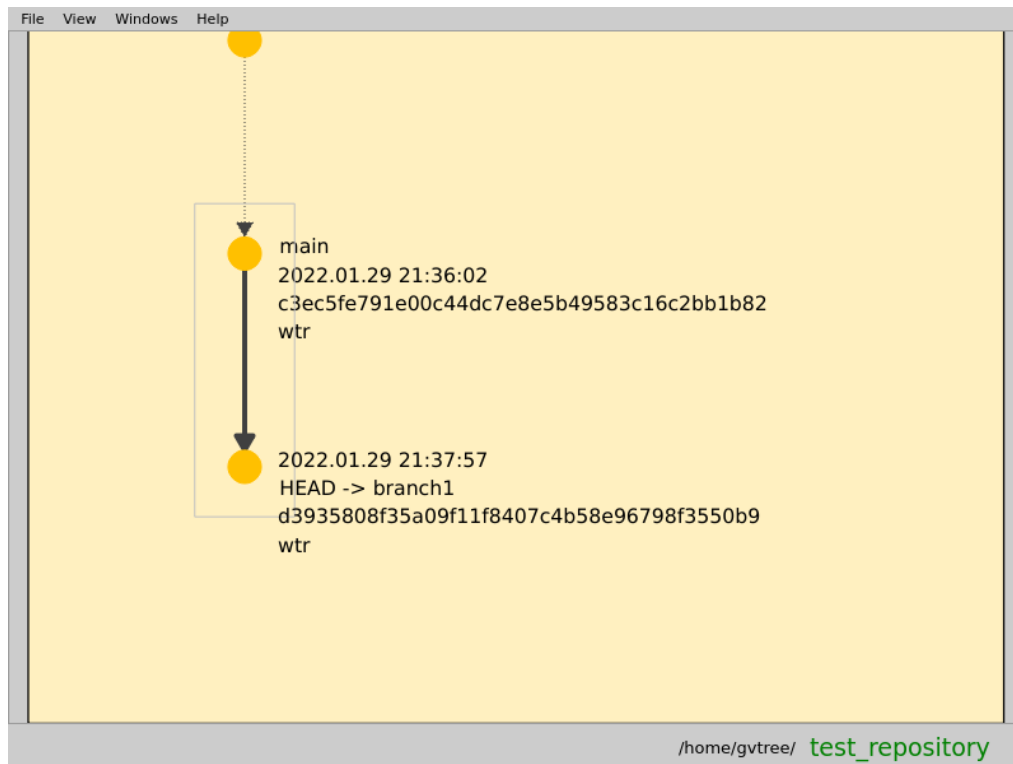 File View Windows Help
main
2022.01.29 21:36:02
c3ec5fe791e00c44dc7e8e5b49583c16c2bb1b82
wtr
2022.01.29 21:37:57
HEAD -> branch1
d3935808f35a09f11f8407c4b58e96798f3550b9
wtr
/home/gvtree/ test_repository